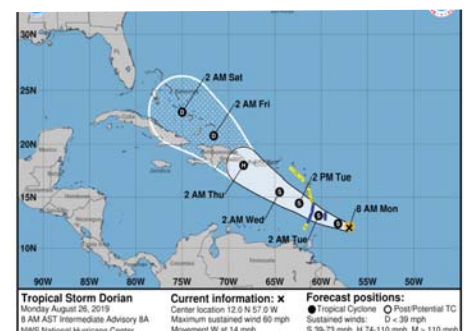 30N
25N
20N
15N
10N
2 AM Sat
2 AM Fri
2 PM Tue
8 AM Mon
2 AM Thu
2 AM Wed
2 AM Tue
D
D
H
S
S
S
S
90W 85W 80W 75W 70W 65W 60W 55W
Bahamas
Jamaica
Venezuela
Tropical Storm Dorian
Monday August 26, 2019
8 AM AST Intermediate Advisory 8A
NWS National Hurricane Center
Current information: x
Center location 12.0 N 57.0 W
Maximum sustained wind 60 mph
Movement W at 14 mph
Forecast positions:
Tropical Cyclone Post/Potential TC
Sustained winds: D < 39 mph
S 39-73 mph H 74-110 mph M > 110 mph